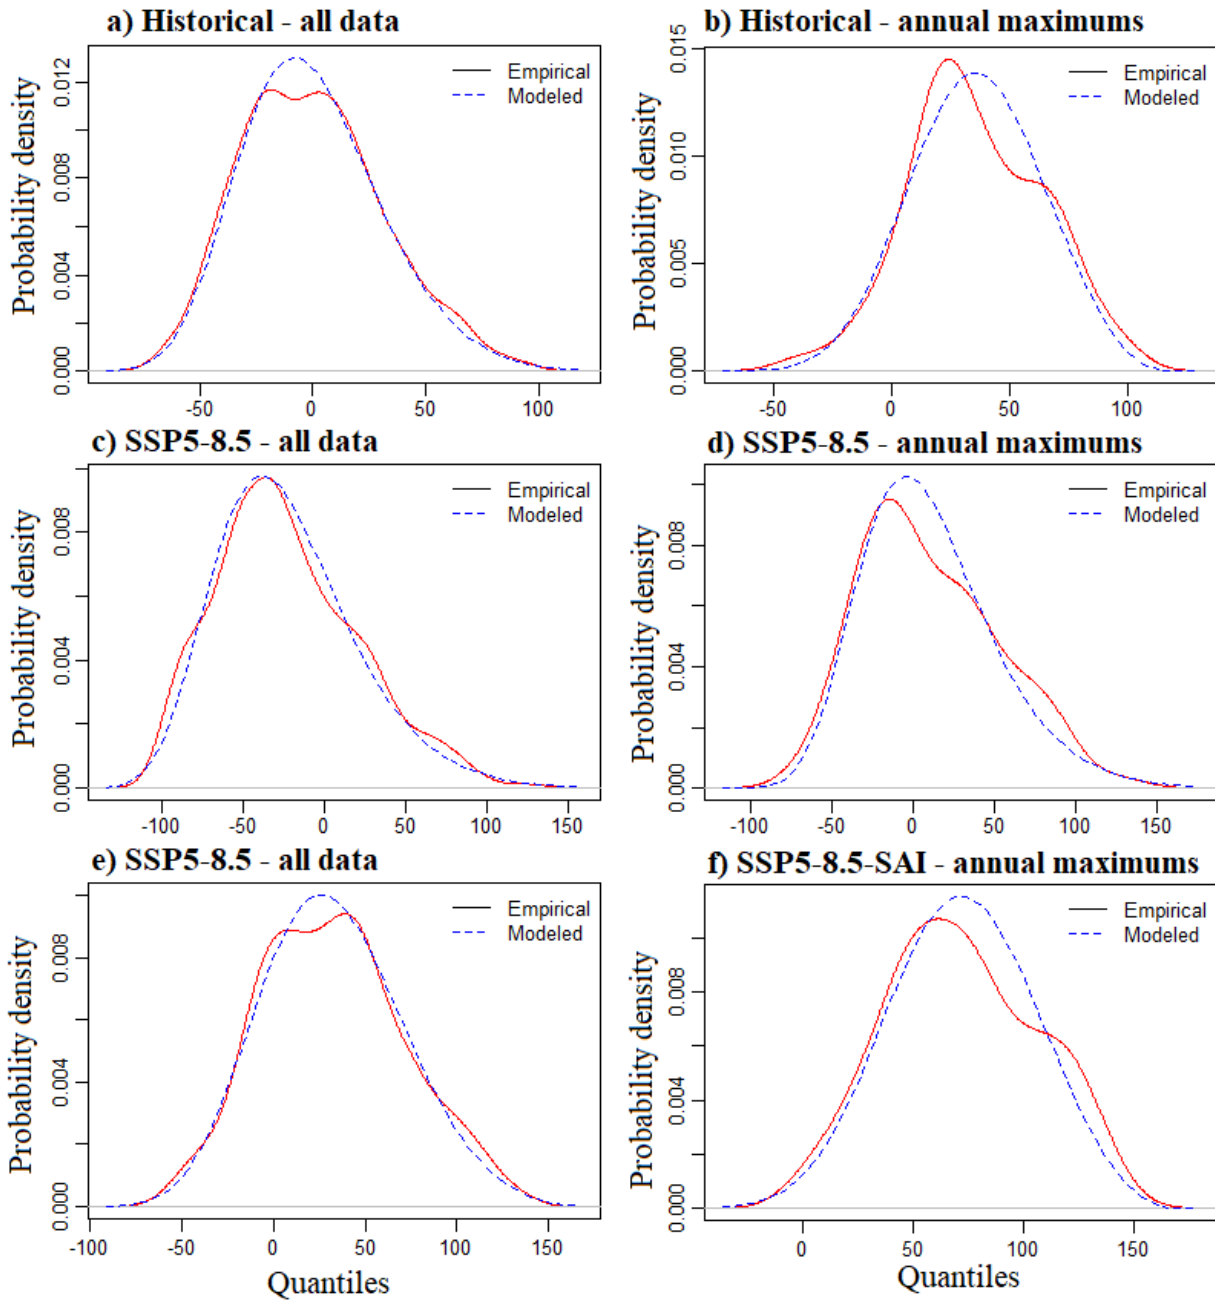 a) Historical - all data
Probability density
0.000
0.004
0.008
0.012
Empirical
Modeled
-50
0
50
100
b) Historical - annual maximums
Probability density
0.000
0.005
0.010
0.015
Empirical
Modeled
-50
0
50
100
c) SSP5-8.5 - all data
Probability density
0.000
0.004
0.008
Empirical
Modeled
-100
-50
0
50
100
150
d) SSP5-8.5 - annual maximums
Probability density
0.000
0.004
0.008
Empirical
Modeled
-100
-50
0
50
100
150
e) SSP5-8.5 - all data
Probability density
0.000
0.004
0.008
Empirical
Modeled
-100
-50
0
50
100
150
Quantiles
f) SSP5-8.5-SAI - annual maximums
Probability density
0.000
0.004
0.008
Empirical
Modeled
0
50
100
150
Quantiles